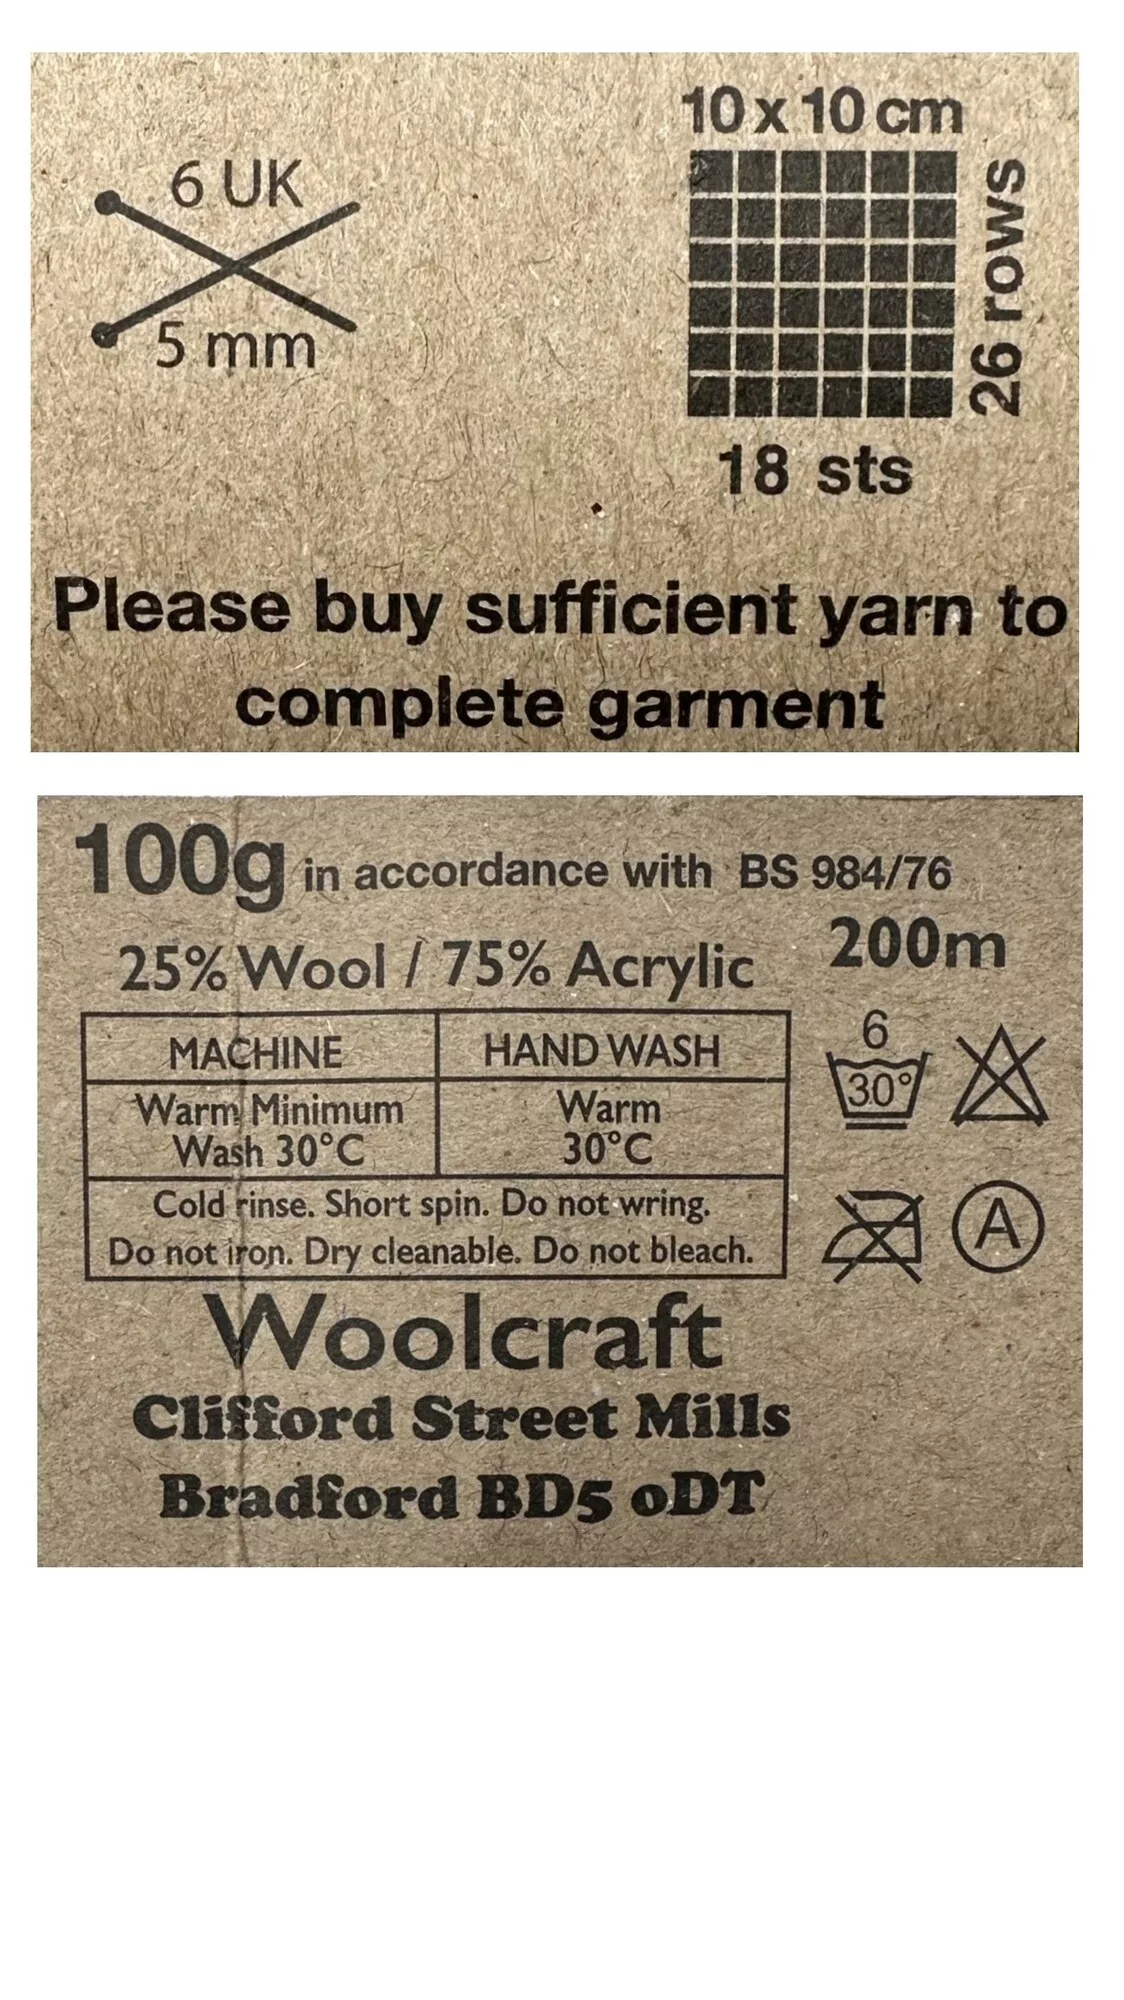 6 UK
5 mm
10 x 10 cm
26 rows
18 sts
Please buy sufficient yarn to
complete garment
100g in accordance with BS 984/76
200m
25% Wool / 75% Acrylic
MACHINE HAND WASH
Warm Minimum Warm
Wash 30°C 30°C
Cold rinse. Short spin. Do not wring.
Do not iron. Dry cleanable. Do not bleach.
6
30°
A
Woolcraft
Clifford Street Mills
Bradford BD5 0DT